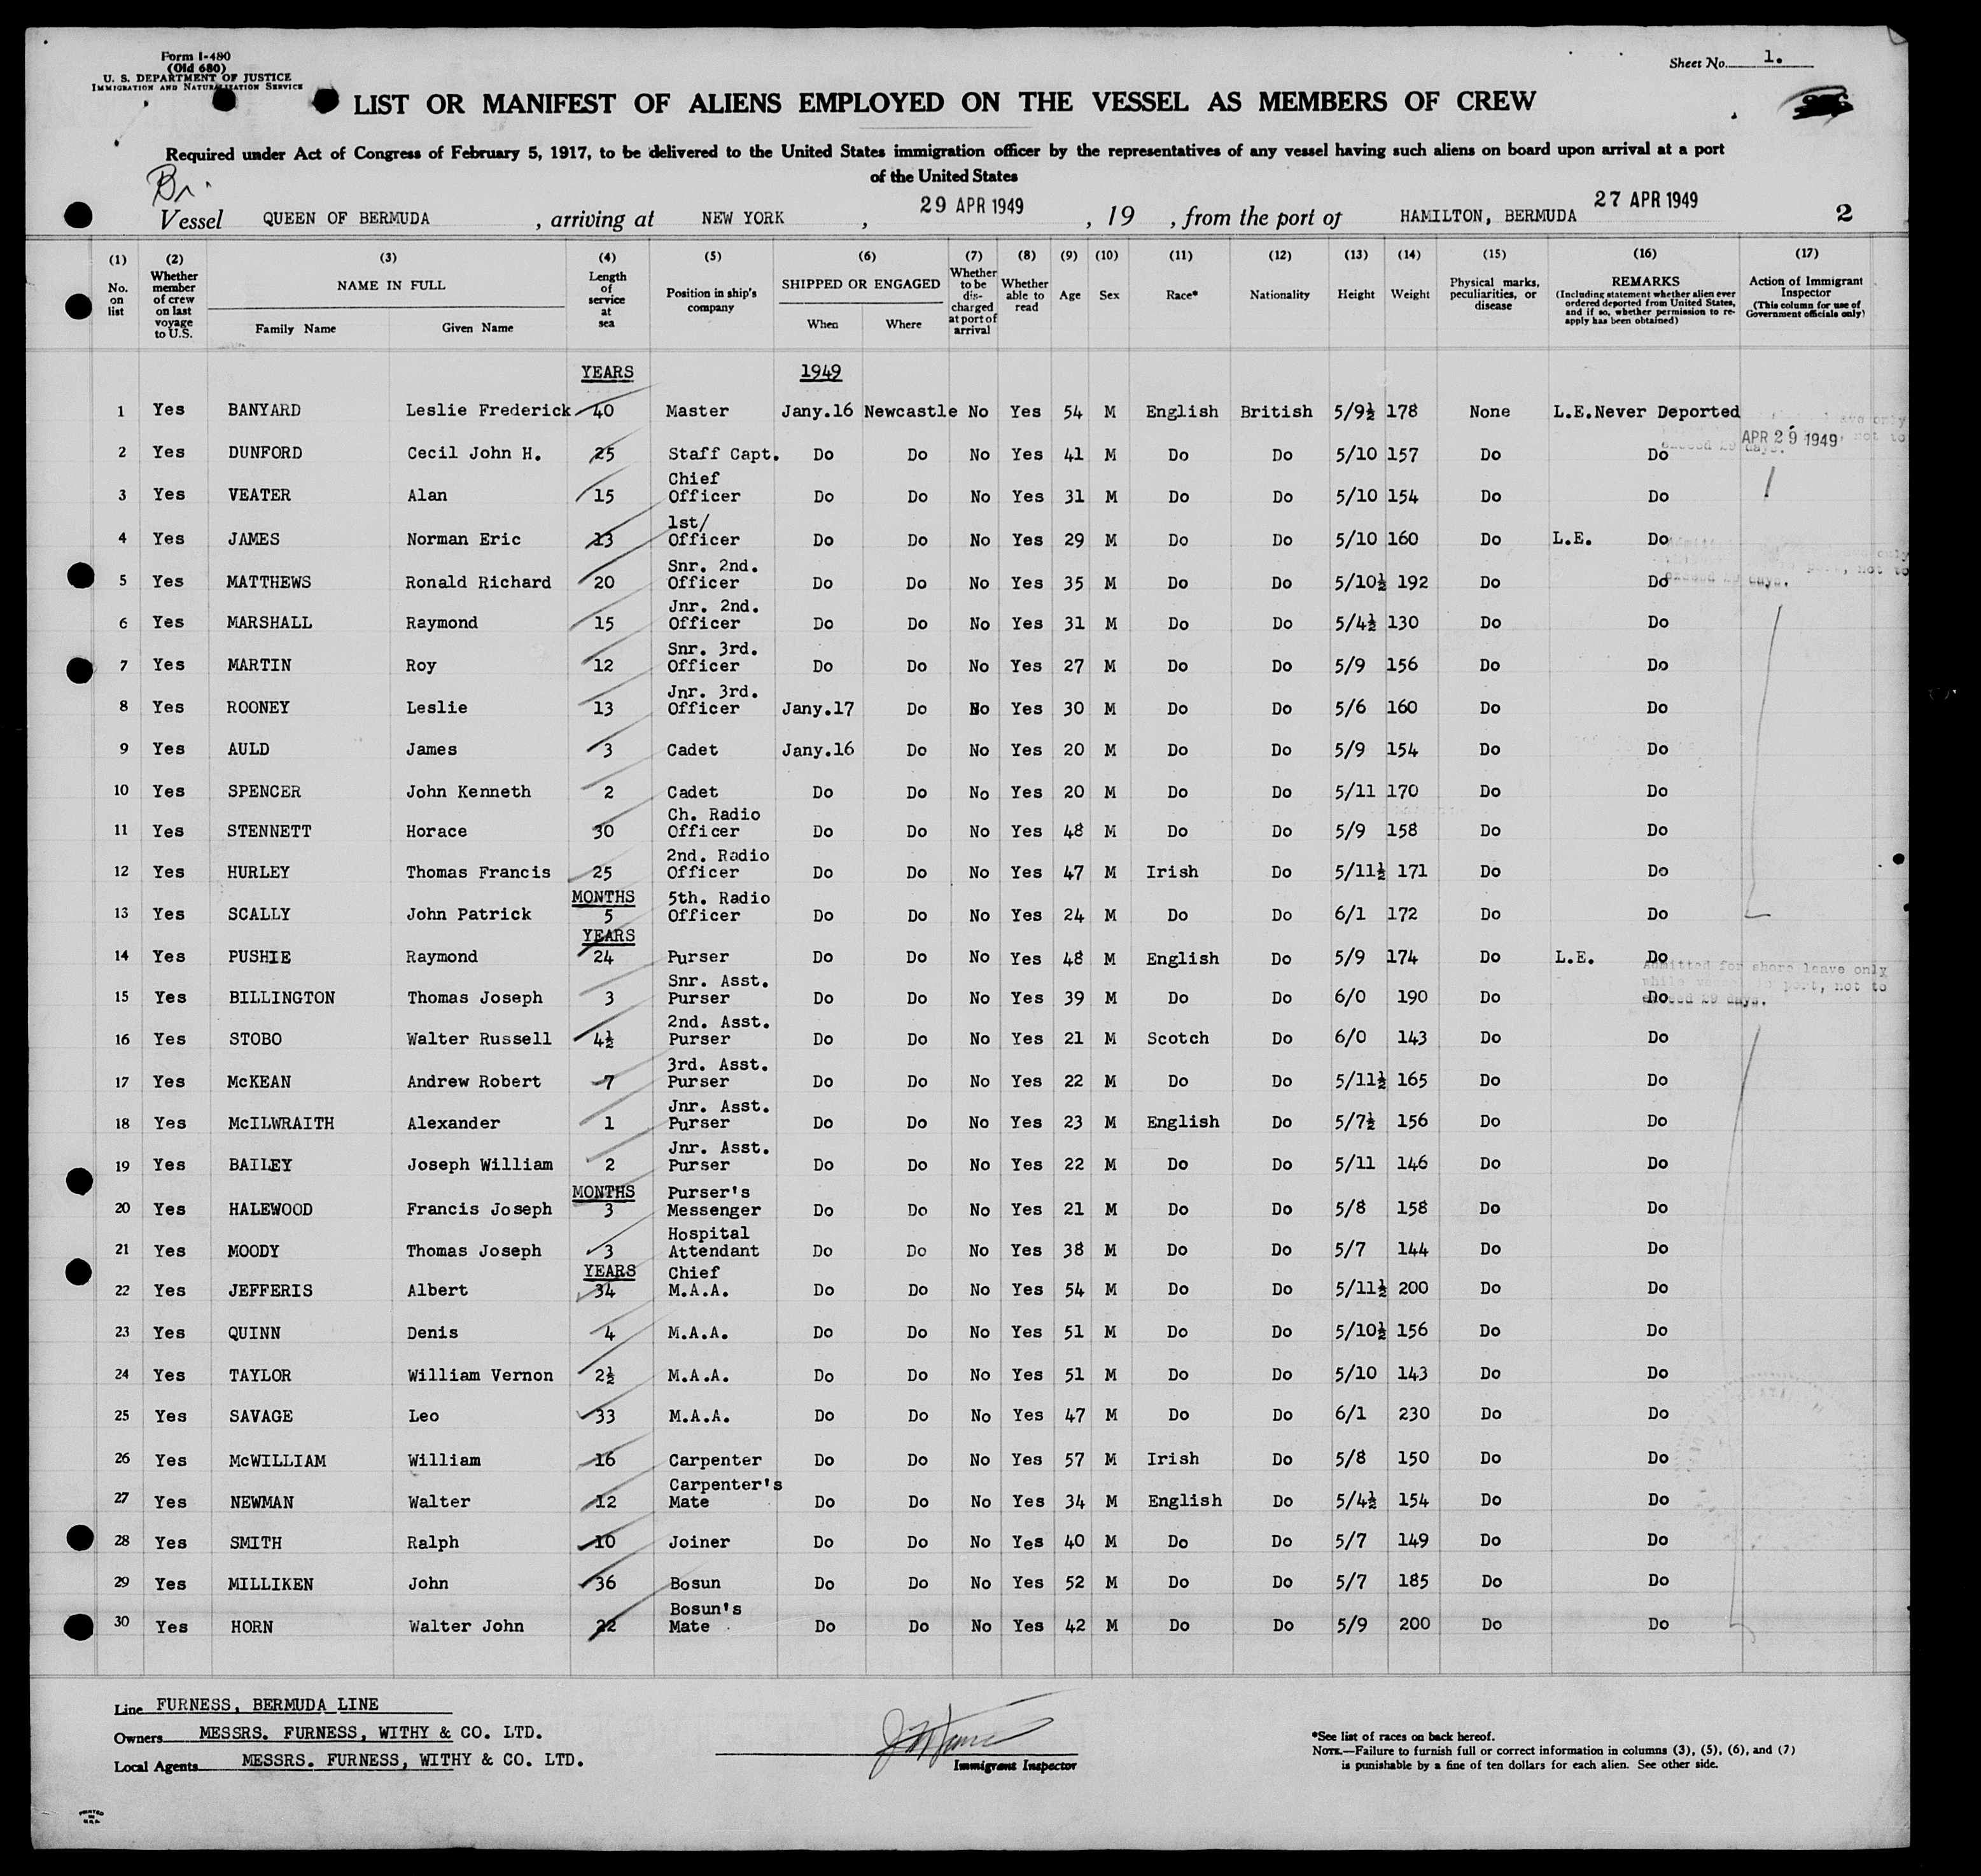 Form I-480
(Old 680)
U. S. DEPARTMENT OF JUSTICE
IMMIGRATION AND NATURALIZATION SERVICE
Sheet No. 1.
LIST OR MANIFEST OF ALIENS EMPLOYED ON THE VESSEL AS MEMBERS OF CREW
Required under Act of Congress of February 5, 1917, to be delivered to the United States immigration officer by the representatives of any vessel having such aliens on board upon arrival at a port
of the United States
Vessel QUEEN OF BERMUDA , arriving at NEW YORK , 29 APR 1949 , 19 , from the port of HAMILTON, BERMUDA 27 APR 1949 2
(1) No. on list
(2) Whether member of crew on last voyage to U.S.
(3) NAME IN FULL Family Name Given Name
(4) Length of service at sea
(5) Position in ship's company
(6) SHIPPED OR ENGAGED When Where
(7) Whether to be discharged at port of arrival
(8) Whether able to read
(9) Age
(10) Sex
(11) Race*
(12) Nationality
(13) Height
(14) Weight
(15) Physical marks, peculiarities, or disease
(16) REMARKS (Including statement whether alien ever ordered deported from United States, and if so, whether permission to re-apply has been obtained)
(17) Action of Immigrant Inspector (This column for use of Government officials only)
YEARS 1949
1 Yes BANYARD Leslie Frederick 40 Master Jany.16 Newcastle No Yes 54 M English British 5/9½ 178 None L.E.Never Deported
APR 29 1949
2 Yes DUNFORD Cecil John H. 25 Staff Capt. Do Do No Yes 41 M Do Do 5/10 157 Do Do
3 Yes VEATER Alan 15 Chief Officer Do Do No Yes 31 M Do Do 5/10 154 Do Do
4 Yes JAMES Norman Eric 13 1st/ Officer Do Do No Yes 29 M Do Do 5/10 160 Do L.E. Do
5 Yes MATTHEWS Ronald Richard 20 Snr. 2nd. Officer Do Do No Yes 35 M Do Do 5/10½ 192 Do Do
6 Yes MARSHALL Raymond 15 Jnr. 2nd. Officer Do Do No Yes 31 M Do Do 5/4½ 130 Do Do
7 Yes MARTIN Roy 12 Snr. 3rd. Officer Do Do No Yes 27 M Do Do 5/9 156 Do Do
8 Yes ROONEY Leslie 13 Jnr. 3rd. Officer Jany.17 Do No Yes 30 M Do Do 5/6 160 Do Do
9 Yes AULD James 3 Cadet Jany.16 Do No Yes 20 M Do Do 5/9 154 Do Do
10 Yes SPENCER John Kenneth 2 Cadet Do Do No Yes 20 M Do Do 5/11 170 Do Do
11 Yes STENNETT Horace 30 Ch. Radio Officer Do Do No Yes 48 M Do Do 5/9 158 Do Do
12 Yes HURLEY Thomas Francis 25 2nd. Radio Officer Do Do No Yes 47 M Irish Do 5/11½ 171 Do Do
MONTHS
13 Yes SCALLY John Patrick 5 5th. Radio Officer Do Do No Yes 24 M Do Do 6/1 172 Do Do
YEARS
14 Yes PUSHIE Raymond 24 Purser Do Do No Yes 48 M English Do 5/9 174 Do L.E. Do
Admitted for shore leave only
while vessel in port, not to
exceed 29 days.
15 Yes BILLINGTON Thomas Joseph 3 Snr. Asst. Purser Do Do No Yes 39 M Do Do 6/0 190 Do Do
16 Yes STOBO Walter Russell 4½ 2nd. Asst. Purser Do Do No Yes 21 M Scotch Do 6/0 143 Do Do
17 Yes McKEAN Andrew Robert 7 3rd. Asst. Purser Do Do No Yes 22 M Do Do 5/11½ 165 Do Do
18 Yes McILWRAITH Alexander 1 Jnr. Asst. Purser Do Do No Yes 23 M English Do 5/7½ 156 Do Do
19 Yes BAILEY Joseph William 2 Jnr. Asst. Purser Do Do No Yes 22 M Do Do 5/11 146 Do Do
MONTHS
20 Yes HALEWOOD Francis Joseph 3 Purser's Messenger Do Do No Yes 21 M Do Do 5/8 158 Do Do
21 Yes MOODY Thomas Joseph 3 Hospital Attendant Do Do No Yes 38 M Do Do 5/7 144 Do Do
YEARS
22 Yes JEFFERIS Albert 34 Chief M.A.A. Do Do No Yes 54 M Do Do 5/11½ 200 Do Do
23 Yes QUINN Denis 4 M.A.A. Do Do No Yes 51 M Do Do 5/10½ 156 Do Do
24 Yes TAYLOR William Vernon 2½ M.A.A. Do Do No Yes 51 M Do Do 5/10 143 Do Do
25 Yes SAVAGE Leo 33 M.A.A. Do Do No Yes 47 M Do Do 6/1 230 Do Do
26 Yes McWILLIAM William 16 Carpenter Do Do No Yes 57 M Irish Do 5/8 150 Do Do
27 Yes NEWMAN Walter 12 Carpenter's Mate Do Do No Yes 34 M English Do 5/4½ 154 Do Do
28 Yes SMITH Ralph 10 Joiner Do Do No Yes 40 M Do Do 5/7 149 Do Do
29 Yes MILLIKEN John 36 Bosun Do Do No Yes 52 M Do Do 5/7 185 Do Do
30 Yes HORN Walter John 22 Bosun's Mate Do Do No Yes 42 M Do Do 5/9 200 Do Do
Line FURNESS, BERMUDA LINE
Owners MESSRS. FURNESS, WITHY & CO. LTD.
Local Agents MESSRS. FURNESS, WITHY & CO. LTD.
Immigrant Inspector
*See list of races on back hereof.
NOTE.—Failure to furnish full or correct information in columns (3), (5), (6), and (7)
is punishable by a fine of ten dollars for each alien. See other side.
PRINTED
IN
U.S.A.